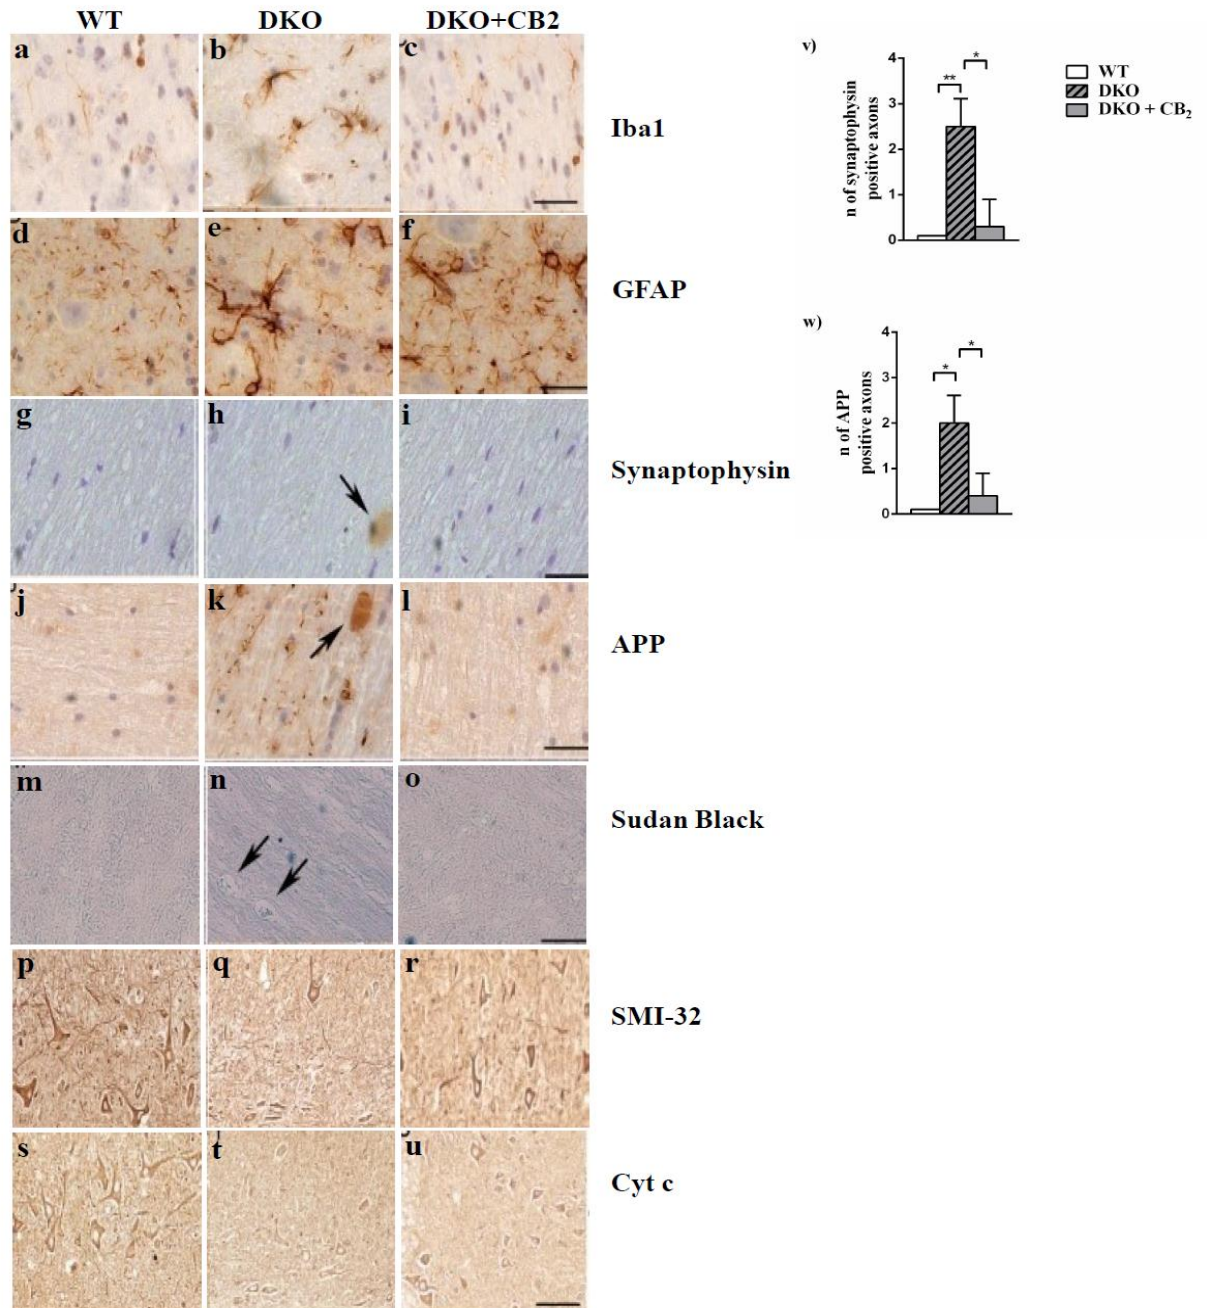 WT DKO DKO+CB2
a b c Iba1
d e f GFAP
g h i Synaptophysin
j k l APP
m n o Sudan Black
p q r SMI-32
s t u Cyt c
v)
n of synaptophysin
positive axons
4
3
2
1
0
** *
WT
DKO
DKO + CB₂
w)
n of APP
positive axons
4
3
2
1
0
* *